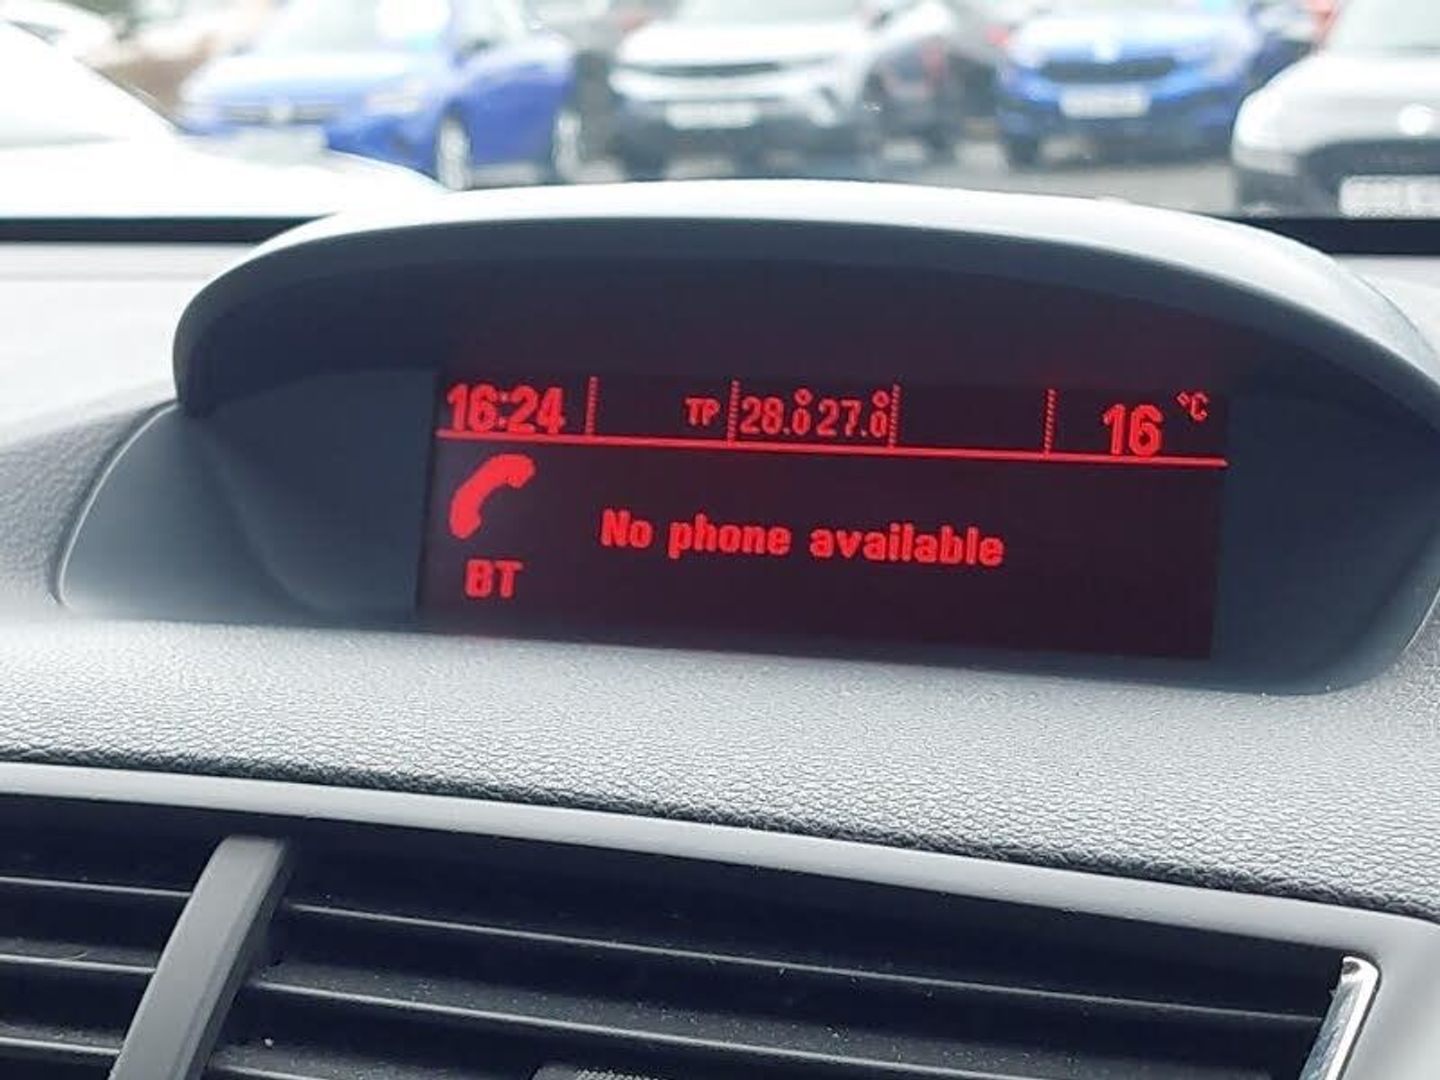 16:24 TP 28.0° 27.0° 16 °C
No phone available
BT